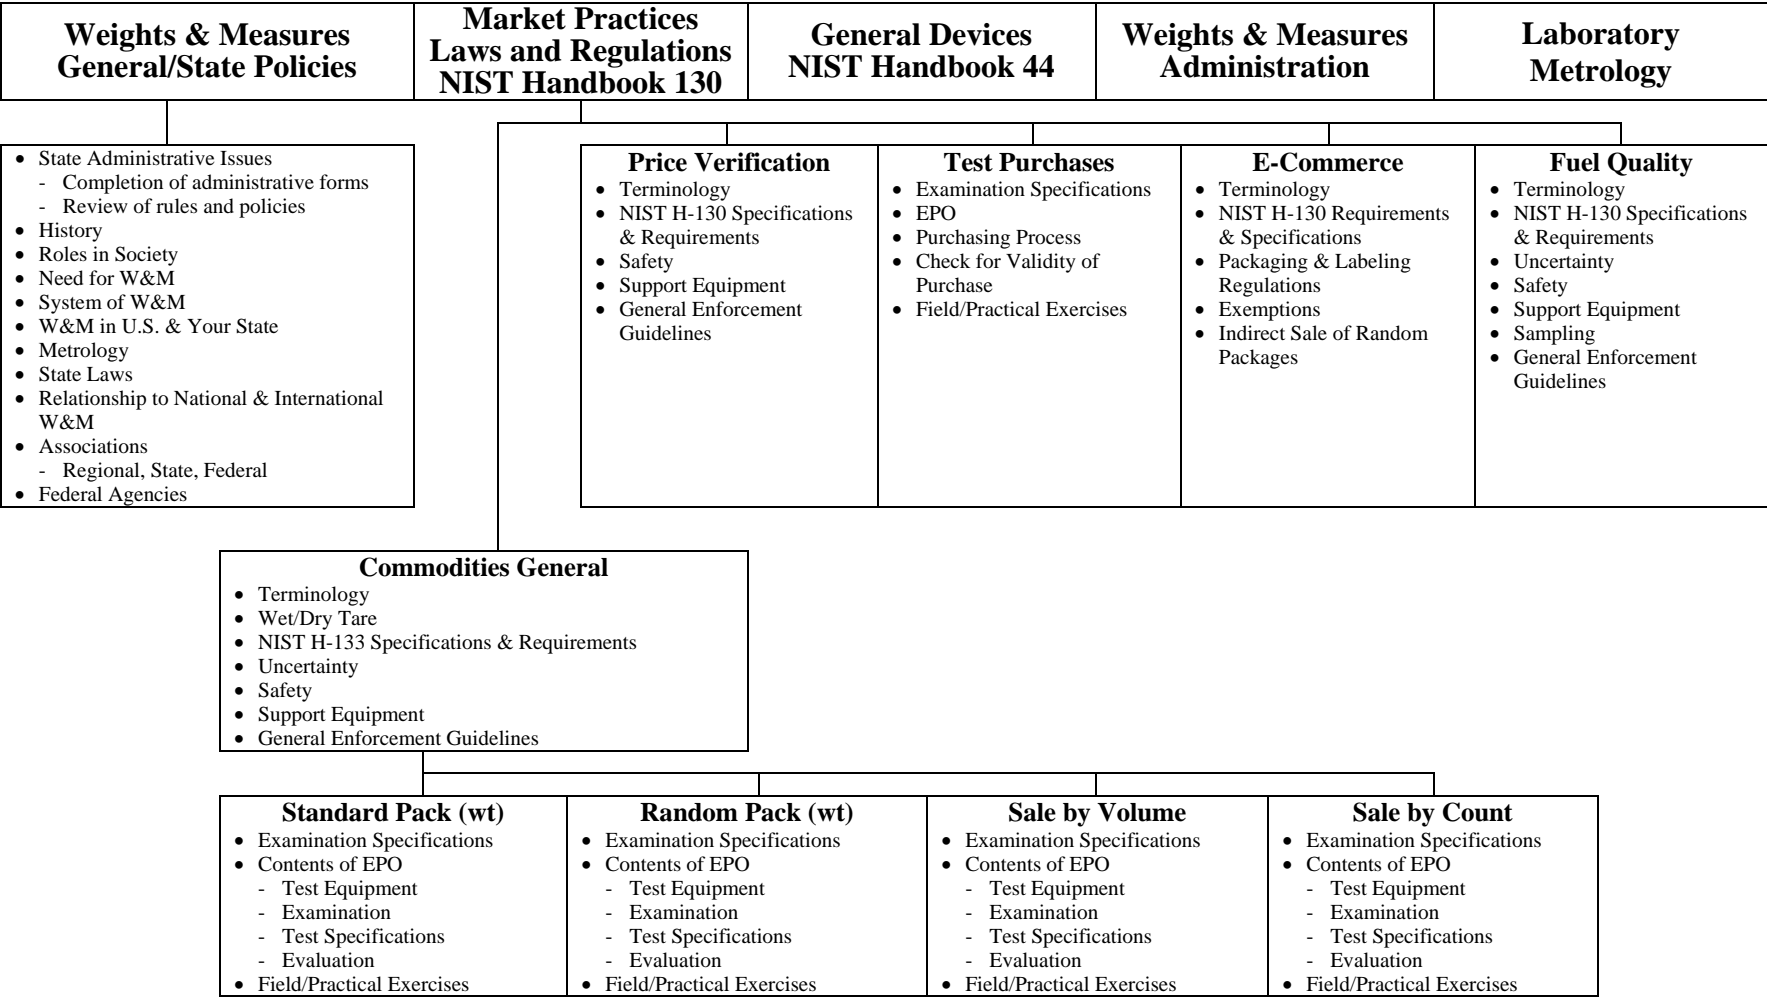 Weights & Measures
General/State Policies
Market Practices
Laws and Regulations
NIST Handbook 130
General Devices
NIST Handbook 44
Weights & Measures
Administration
Laboratory
Metrology
• State Administrative Issues
- Completion of administrative forms
- Review of rules and policies
• History
• Roles in Society
• Need for W&M
• System of W&M
• W&M in U.S. & Your State
• Metrology
• State Laws
• Relationship to National & International
W&M
• Associations
- Regional, State, Federal
• Federal Agencies
Price Verification
• Terminology
• NIST H-130 Specifications
& Requirements
• Safety
• Support Equipment
• General Enforcement
Guidelines
Test Purchases
• Examination Specifications
• EPO
• Purchasing Process
• Check for Validity of
Purchase
• Field/Practical Exercises
E-Commerce
• Terminology
• NIST H-130 Requirements
& Specifications
• Packaging & Labeling
Regulations
• Exemptions
• Indirect Sale of Random
Packages
Fuel Quality
• Terminology
• NIST H-130 Specifications
& Requirements
• Uncertainty
• Safety
• Support Equipment
• Sampling
• General Enforcement
Guidelines
Commodities General
• Terminology
• Wet/Dry Tare
• NIST H-133 Specifications & Requirements
• Uncertainty
• Safety
• Support Equipment
• General Enforcement Guidelines
Standard Pack (wt)
• Examination Specifications
• Contents of EPO
- Test Equipment
- Examination
- Test Specifications
- Evaluation
• Field/Practical Exercises
Random Pack (wt)
• Examination Specifications
• Contents of EPO
- Test Equipment
- Examination
- Test Specifications
- Evaluation
• Field/Practical Exercises
Sale by Volume
• Examination Specifications
• Contents of EPO
- Test Equipment
- Examination
- Test Specifications
- Evaluation
• Field/Practical Exercises
Sale by Count
• Examination Specifications
• Contents of EPO
- Test Equipment
- Examination
- Test Specifications
- Evaluation
• Field/Practical Exercises